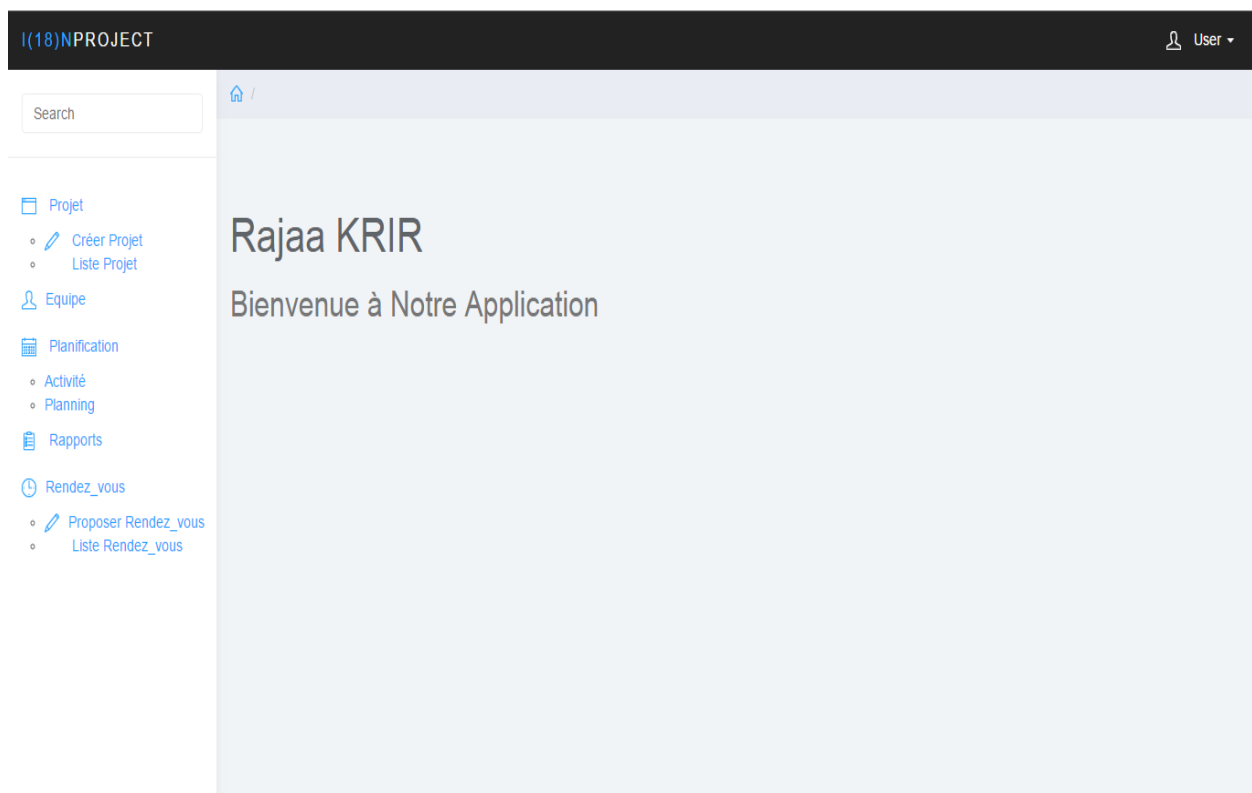 I(18)NPROJECT
User
Search
/
Projet
Créer Projet
Liste Projet
Equipe
Planification
Activité
Planning
Rapports
Rendez_vous
Proposer Rendez_vous
Liste Rendez_vous
Rajaa KRIR
Bienvenue à Notre Application